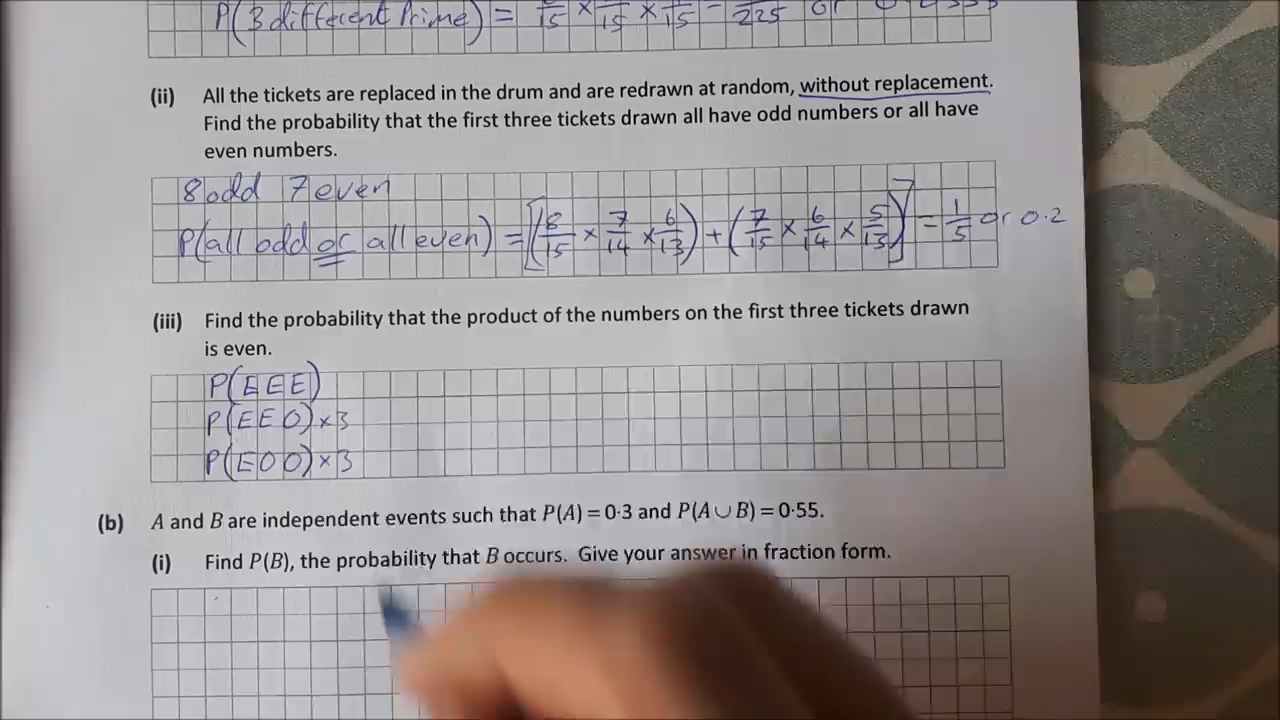 P(3 different Prime) = /15 × /15 × /15 = /225 or
(ii) All the tickets are replaced in the drum and are redrawn at random, without replacement.
Find the probability that the first three tickets drawn all have odd numbers or all have
even numbers.
8 odd 7 even
P(all odd or all even) = [(8/15 × 7/14 × 6/13) + (7/15 × 6/14 × 5/13)] = 1/5 or 0.2
(iii) Find the probability that the product of the numbers on the first three tickets drawn
is even.
P(EEE)
P(EEO)×3
P(EOO)×3
(b) A and B are independent events such that P(A) = 0·3 and P(A ∪ B) = 0·55.
(i) Find P(B), the probability that B occurs. Give your answer in fraction form.